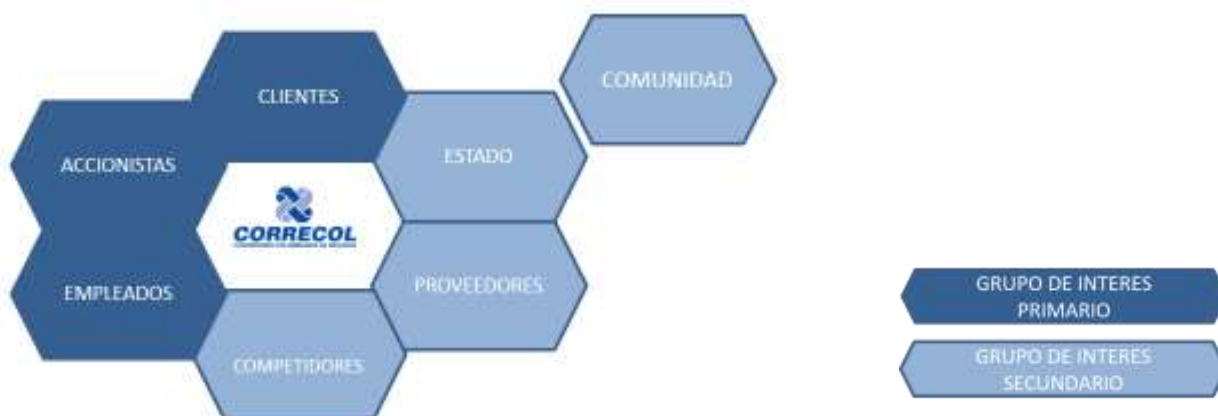 CLIENTES
COMUNIDAD
ACCIONISTAS
ESTADO
CORRECOL
EMPLEADOS
PROVEEDORES
COMPETIDORES
GRUPO DE INTERES
PRIMARIO
GRUPO DE INTERES
SECUNDARIO